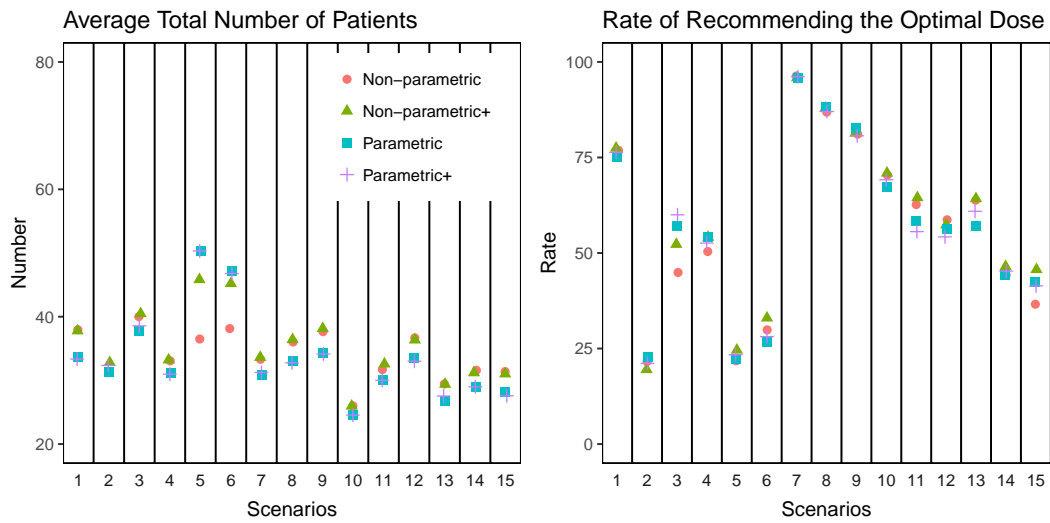 Average Total Number of Patients
80
60
40
20
Number
Non−parametric
Non−parametric+
Parametric
Parametric+
1 2 3 4 5 6 7 8 9 10 11 12 13 14 15
Scenarios
Rate of Recommending the Optimal Dose
100
75
50
25
0
Rate
1 2 3 4 5 6 7 8 9 10 11 12 13 14 15
Scenarios